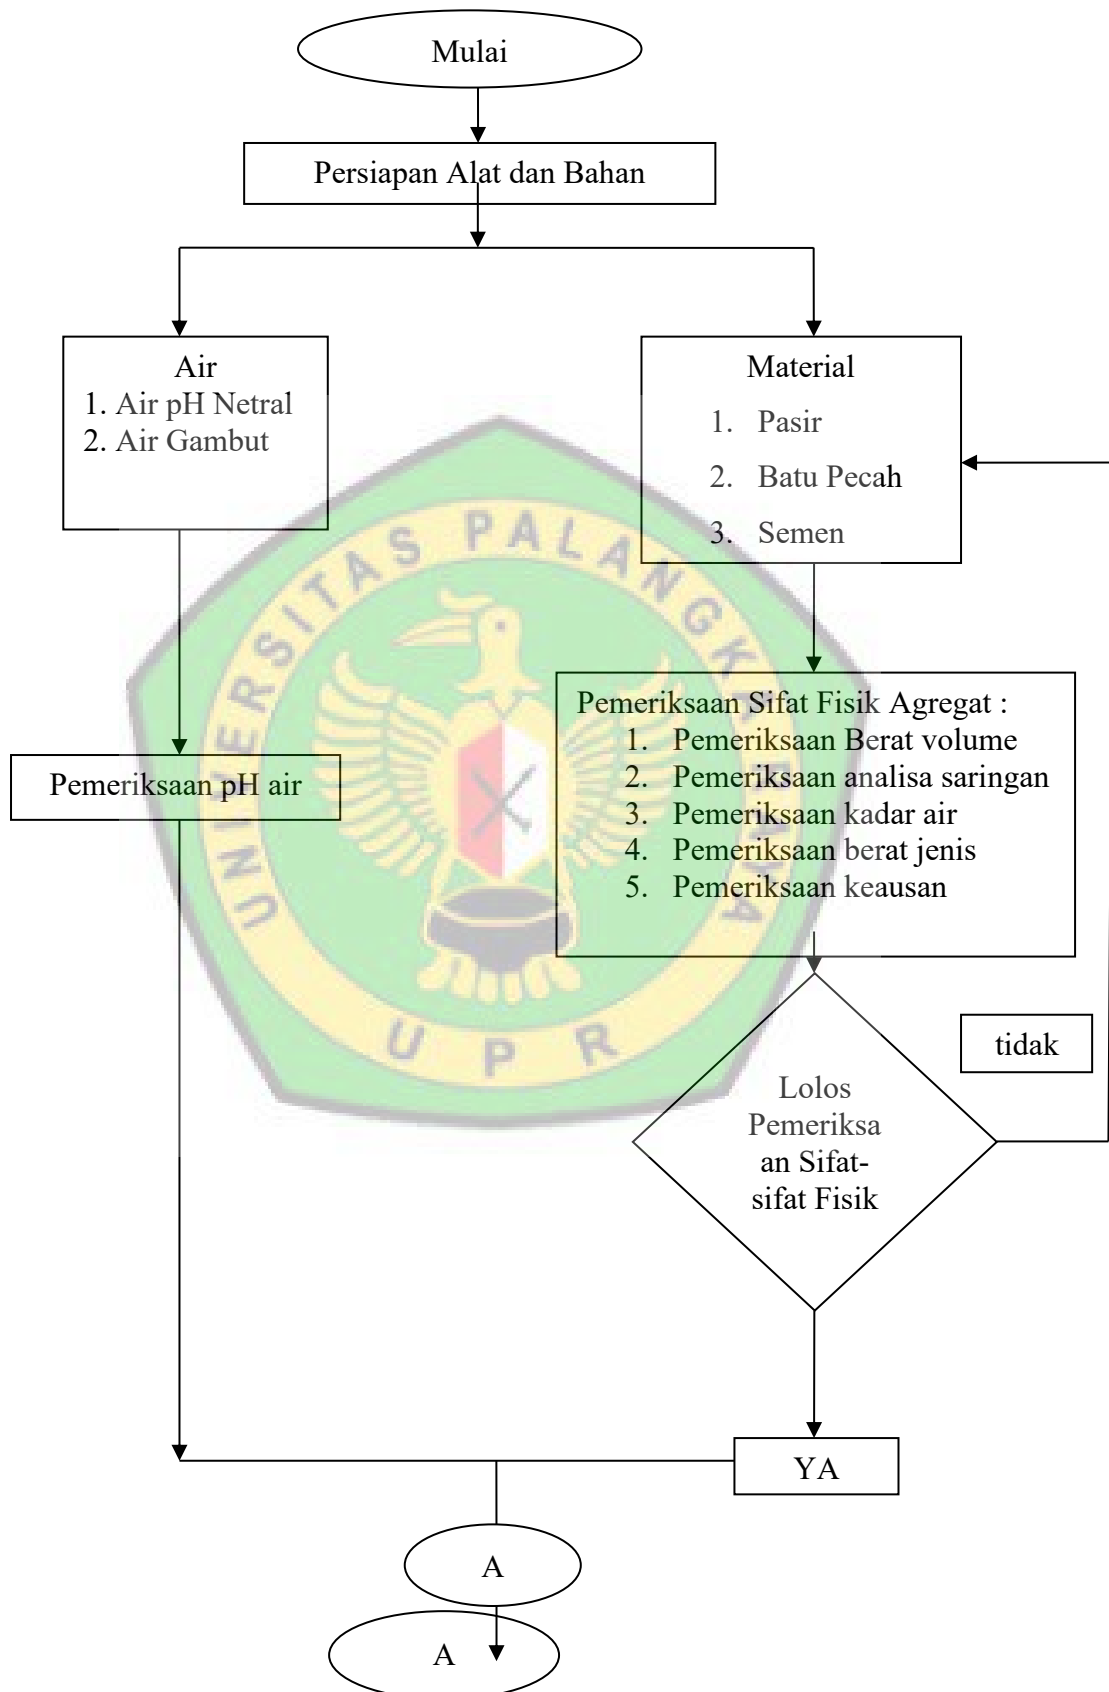 Mulai
Persiapan Alat dan Bahan
Air
1. Air pH Netral
2. Air Gambut
Material
1. Pasir
2. Batu Pecah
3. Semen
UNIVERSITAS PALANGKARAYA
UPR
Pemeriksaan pH air
Pemeriksaan Sifat Fisik Agregat :
1. Pemeriksaan Berat volume
2. Pemeriksaan analisa saringan
3. Pemeriksaan kadar air
4. Pemeriksaan berat jenis
5. Pemeriksaan keausan
tidak
Lolos
Pemeriksa
an Sifat-
sifat Fisik
YA
A
A